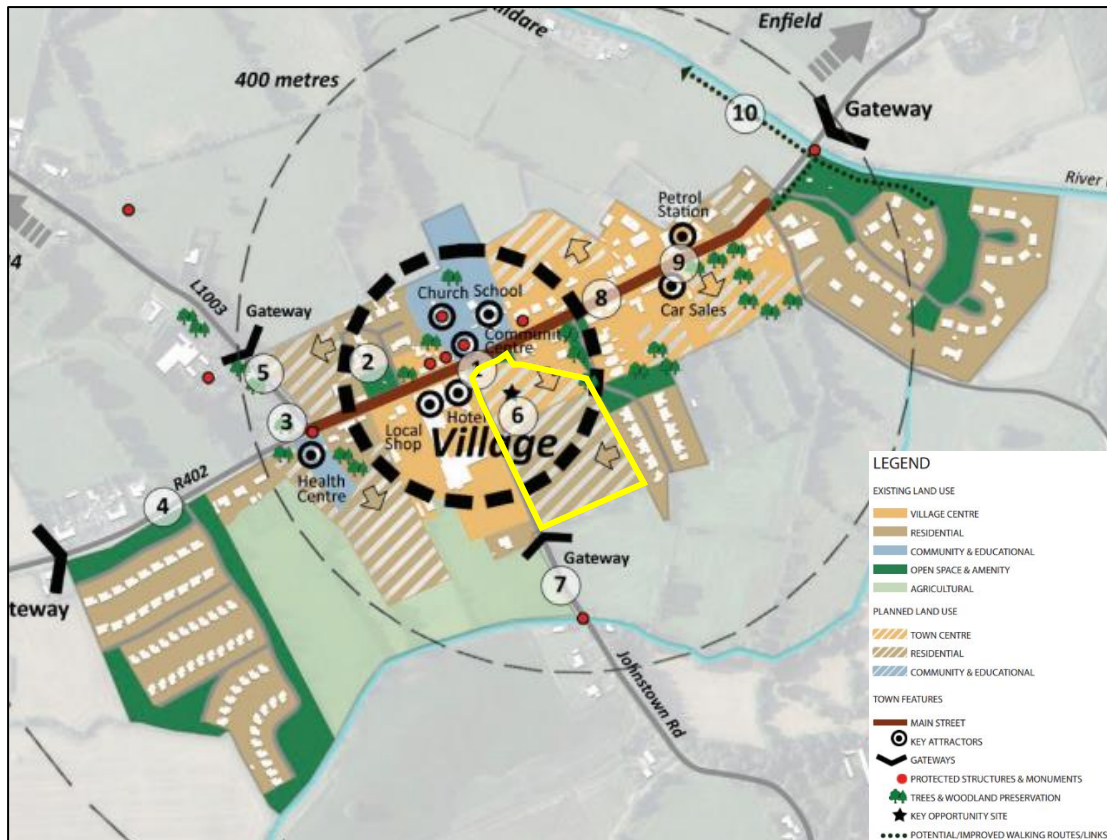 Enfield
400 metres
10
Gateway
River
Petrol
Station
L1003
9
Church
School
8
Car Sales
Gateway
Community
Centre
2
5
1
3
Local
Shop
Hotel
6
Village
Health
Centre
R402
4
Gateway
7
Johnstown Rd
LEGEND
EXISTING LAND USE
VILLAGE CENTRE
RESIDENTIAL
COMMUNITY & EDUCATIONAL
OPEN SPACE & AMENITY
AGRICULTURAL
PLANNED LAND USE
TOWN CENTRE
RESIDENTIAL
COMMUNITY & EDUCATIONAL
TOWN FEATURES
MAIN STREET
KEY ATTRACTORS
GATEWAYS
PROTECTED STRUCTURES & MONUMENTS
TREES & WOODLAND PRESERVATION
KEY OPPORTUNITY SITE
POTENTIAL/IMPROVED WALKING ROUTES/LINKS